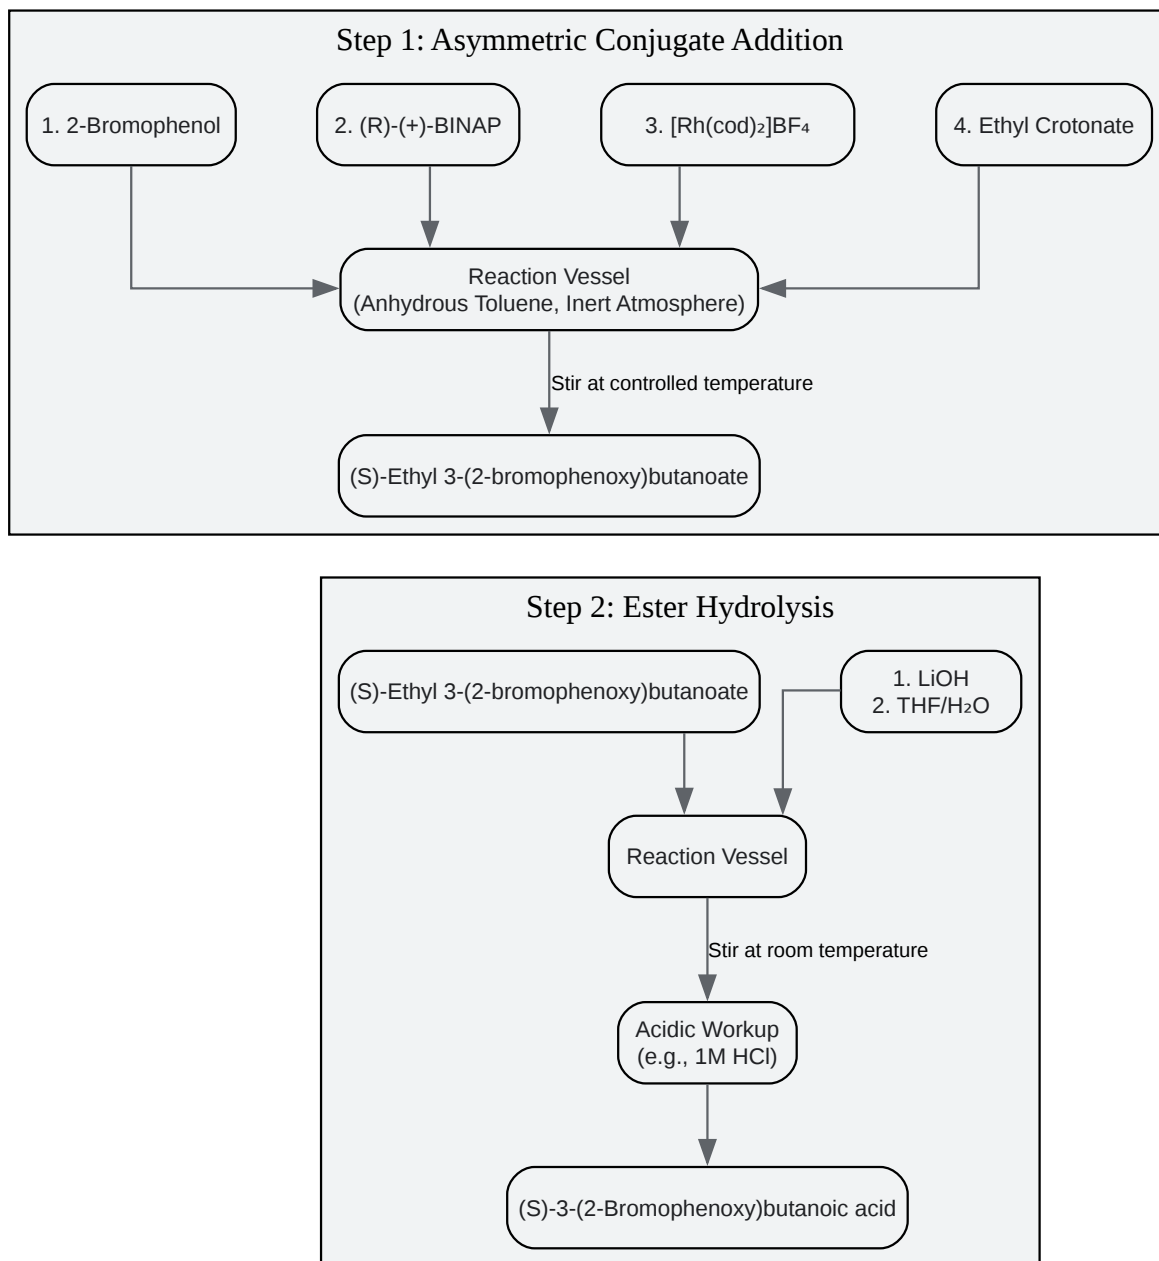 Step 1: Asymmetric Conjugate Addition
1. 2-Bromophenol
2. (R)-(+)-BINAP
3. [Rh(cod)₂]BF₄
4. Ethyl Crotonate
Reaction Vessel
(Anhydrous Toluene, Inert Atmosphere)
Stir at controlled temperature
(S)-Ethyl 3-(2-bromophenoxy)butanoate
Step 2: Ester Hydrolysis
(S)-Ethyl 3-(2-bromophenoxy)butanoate
1. LiOH
2. THF/H₂O
Reaction Vessel
Stir at room temperature
Acidic Workup
(e.g., 1M HCl)
(S)-3-(2-Bromophenoxy)butanoic acid